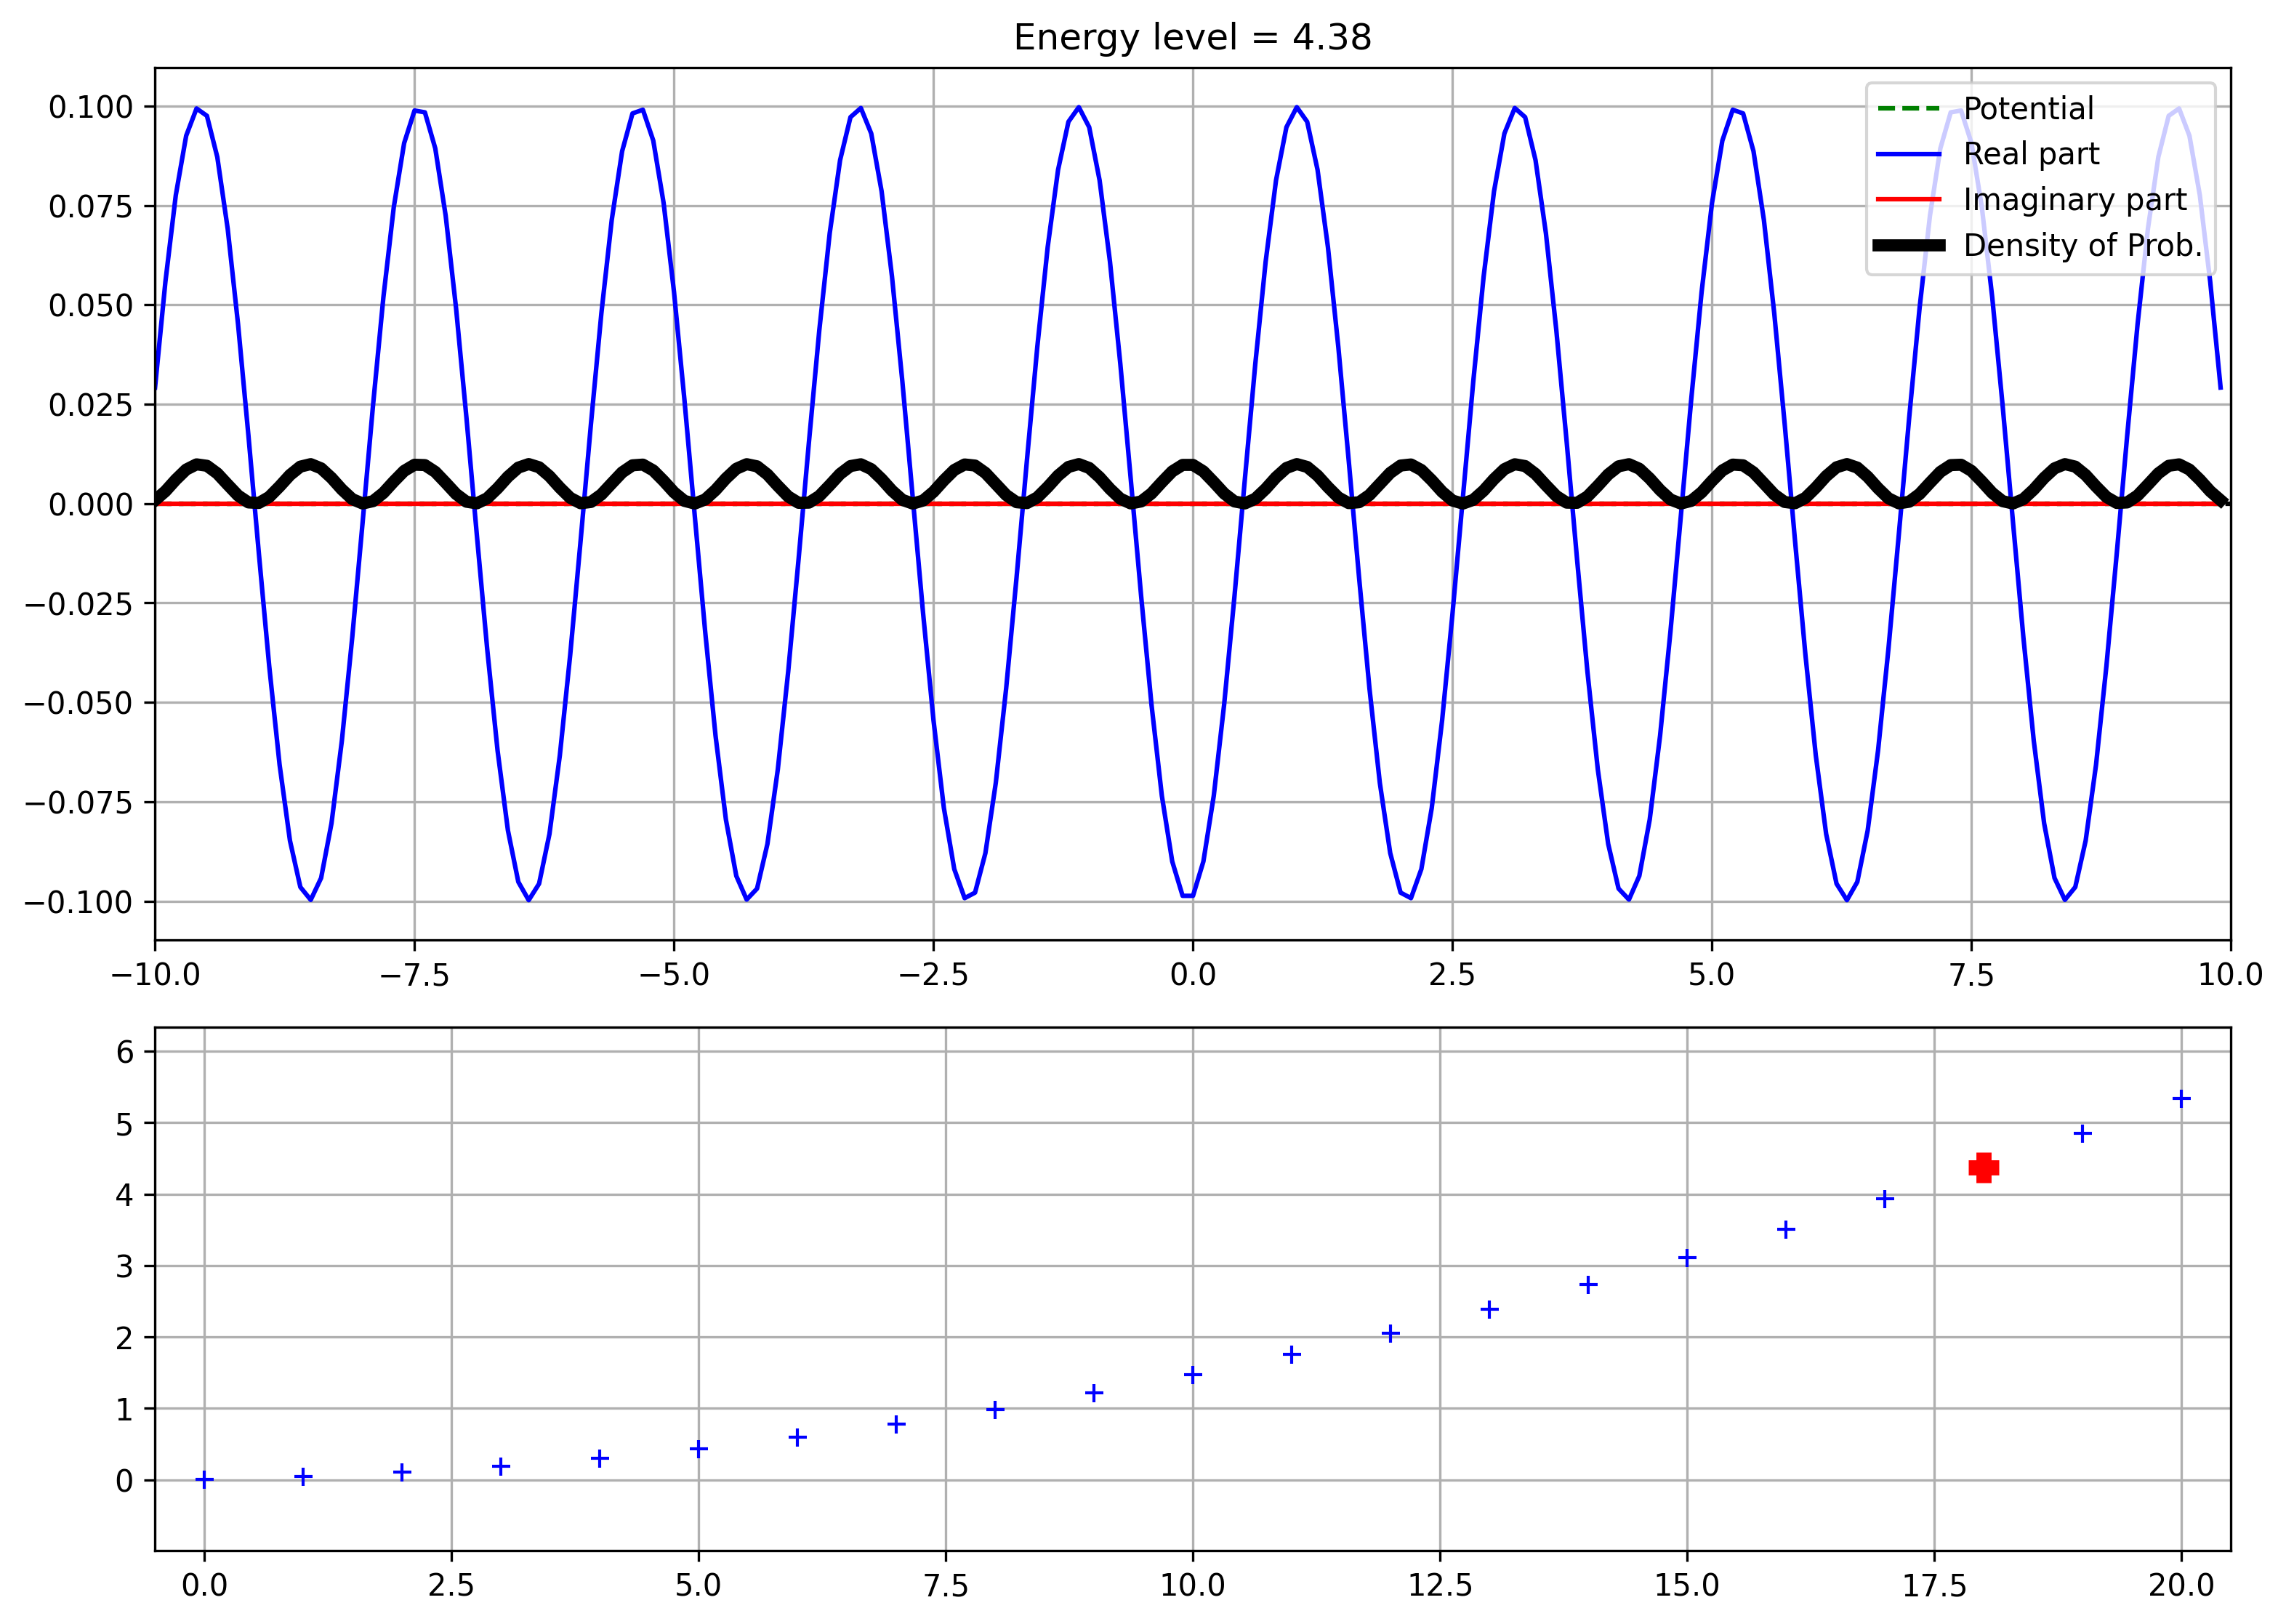 Energy level = 4.38
0.100
0.075
0.050
0.025
0.000
−0.025
−0.050
−0.075
−0.100
Potential
Real part
Imaginary part
Density of Prob.
−10.0 −7.5 −5.0 −2.5 0.0 2.5 5.0 7.5 10.0
6
5
4
3
2
1
0
0.0 2.5 5.0 7.5 10.0 12.5 15.0 17.5 20.0